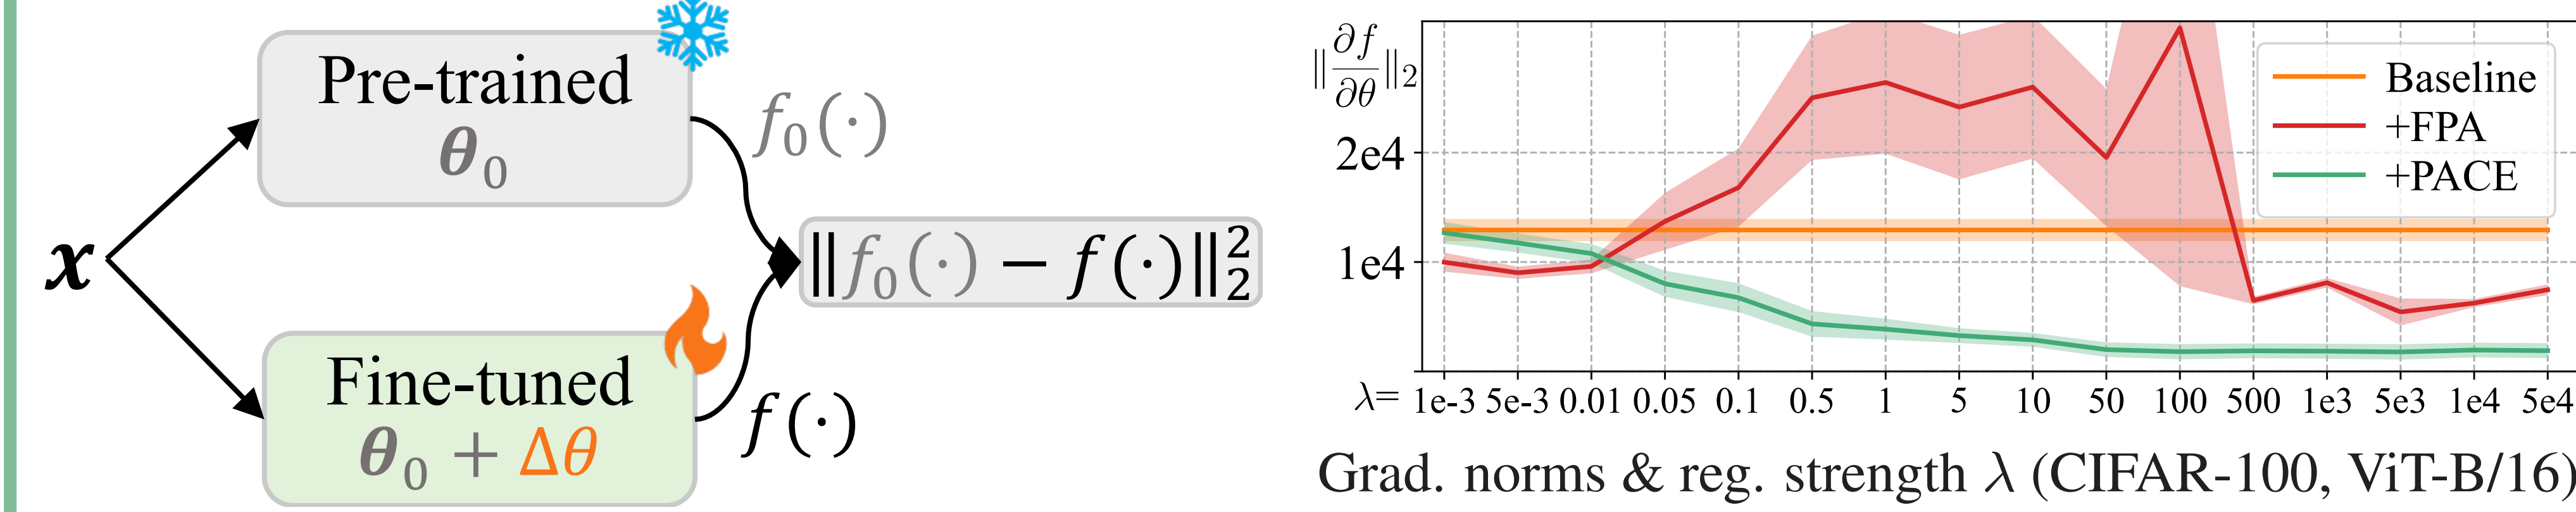 Pre-trained
θ₀
x
Fine-tuned
θ₀ + Δθ
f₀(·)
f(·)
‖f₀(·) − f(·)‖₂²
‖∂f/∂θ‖₂
2e4
1e4
Baseline
+FPA
+PACE
λ= 1e-3 5e-3 0.01 0.05 0.1 0.5 1 5 10 50 100 500 1e3 5e3 1e4 5e4
Grad. norms & reg. strength λ (CIFAR-100, ViT-B/16)